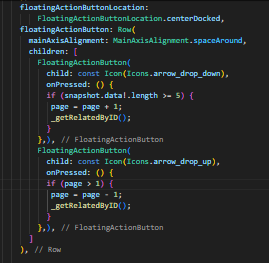 floatingActionButtonLocation:
FloatingActionButtonLocation.centerDocked,
floatingActionButton: Row(
mainAxisAlignment: MainAxisAlignment.spaceAround,
children: [
FloatingActionButton(
child: const Icon(Icons.arrow_drop_down),
onPressed: () {
if (snapshot.data!.length >= 5) {
page = page + 1;
_getRelatedByID();
}
},), // FloatingActionButton
FloatingActionButton(
child: const Icon(Icons.arrow_drop_up),
onPressed: () {
if (page > 1) {
page = page - 1;
_getRelatedByID();
}
},), // FloatingActionButton
]
), // Row